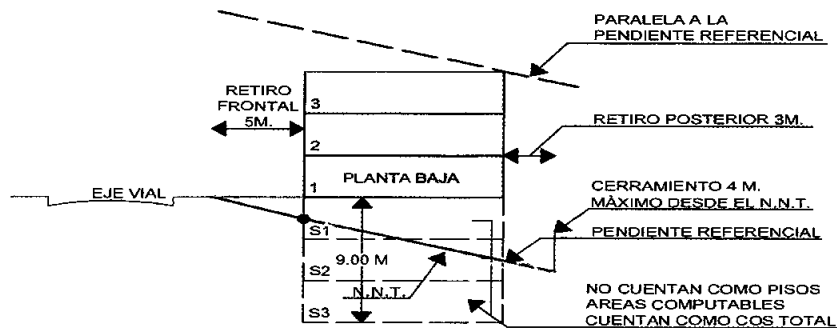 PARALELA A LA
PENDIENTE REFERENCIAL
RETIRO
FRONTAL
5M.
3
2
RETIRO POSTERIOR 3M.
1
PLANTA BAJA
EJE VIAL
CERRAMIENTO 4 M.
MÀXIMO DESDE EL N.N.T.
S1
PENDIENTE REFERENCIAL
9.00 M
S2
N.N.T.
NO CUENTAN COMO PISOS
AREAS COMPUTABLES
CUENTAN COMO COS TOTAL
S3